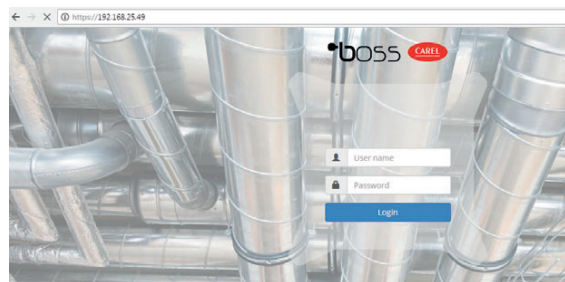 https://192.168.25.49
boss CAREL
User name
Password
Login